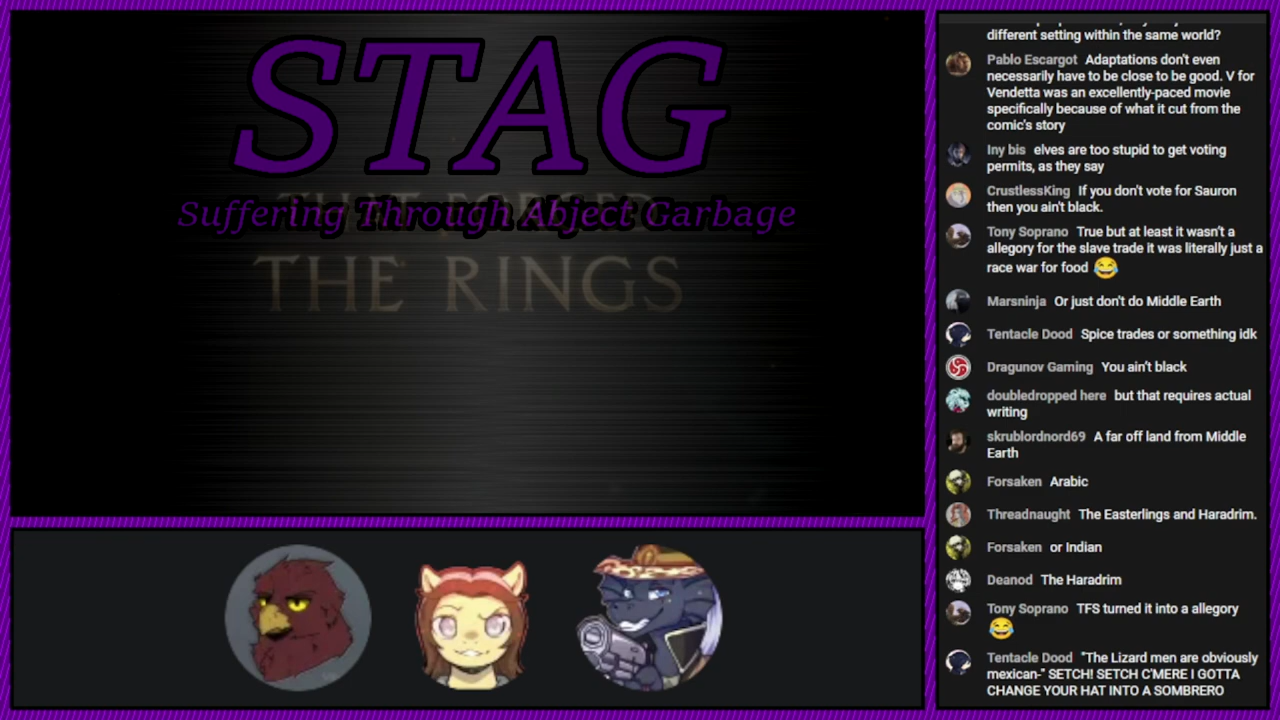 STAG
Suffering Through Abject Garbage
THE RINGS
different setting within the same world?
Pablo Escargot Adaptations don't even
necessarily have to be close to be good. V for
Vendetta was an excellently-paced movie
specifically because of what it cut from the
comic's story
Iny bis elves are too stupid to get voting
permits, as they say
CrustlessKing If you don't vote for Sauron
then you ain't black.
Tony Soprano True but at least it wasn't a
allegory for the slave trade it was literally just a
race war for food 😂
Marsninja Or just don't do Middle Earth
Tentacle Dood Spice trades or something idk
Dragunov Gaming You ain't black
doubledropped here but that requires actual
writing
skrublordnord69 A far off land from Middle
Earth
Forsaken Arabic
Threadnaught The Easterlings and Haradrim.
Forsaken or Indian
Deanod The Haradrim
Tony Soprano TFS turned it into a allegory
😂
Tentacle Dood "The Lizard men are obviously
mexican-" SETCH! SETCH C'MERE I GOTTA
CHANGE YOUR HAT INTO A SOMBRERO